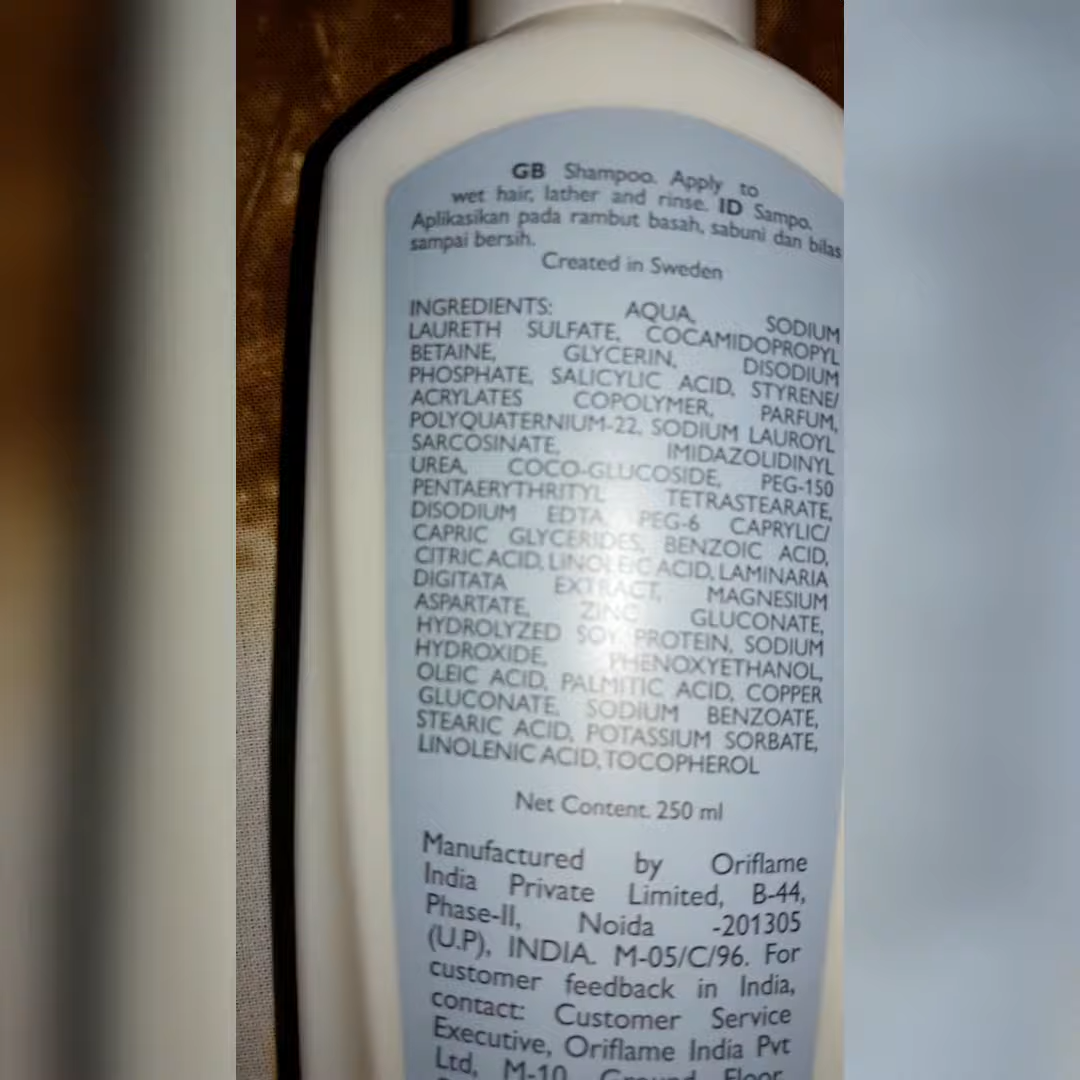 GB Shampoo. Apply to
wet hair, lather and rinse. ID Sampo.
Aplikasikan pada rambut basah, sabuni dan bilas
sampai bersih.
Created in Sweden
INGREDIENTS: AQUA, SODIUM
LAURETH SULFATE, COCAMIDOPROPYL
BETAINE, GLYCERIN, DISODIUM
PHOSPHATE, SALICYLIC ACID, STYRENE/
ACRYLATES COPOLYMER, PARFUM,
POLYQUATERNIUM-22, SODIUM LAUROYL
SARCOSINATE, IMIDAZOLIDINYL
UREA, COCO-GLUCOSIDE, PEG-150
PENTAERYTHRITYL TETRASTEARATE,
DISODIUM EDTA, PEG-6 CAPRYLIC/
CAPRIC GLYCERIDES, BENZOIC ACID,
CITRIC ACID, LINOLEIC ACID, LAMINARIA
DIGITATA EXTRACT, MAGNESIUM
ASPARTATE, ZINC GLUCONATE,
HYDROLYZED SOY PROTEIN, SODIUM
HYDROXIDE, PHENOXYETHANOL,
OLEIC ACID, PALMITIC ACID, COPPER
GLUCONATE, SODIUM BENZOATE,
STEARIC ACID, POTASSIUM SORBATE,
LINOLENIC ACID, TOCOPHEROL
Net Content. 250 ml
Manufactured by Oriflame
India Private Limited, B-44,
Phase-II, Noida -201305
(U.P), INDIA. M-05/C/96. For
customer feedback in India,
contact: Customer Service
Executive, Oriflame India Pvt
Ltd, M-10, Ground Floor,